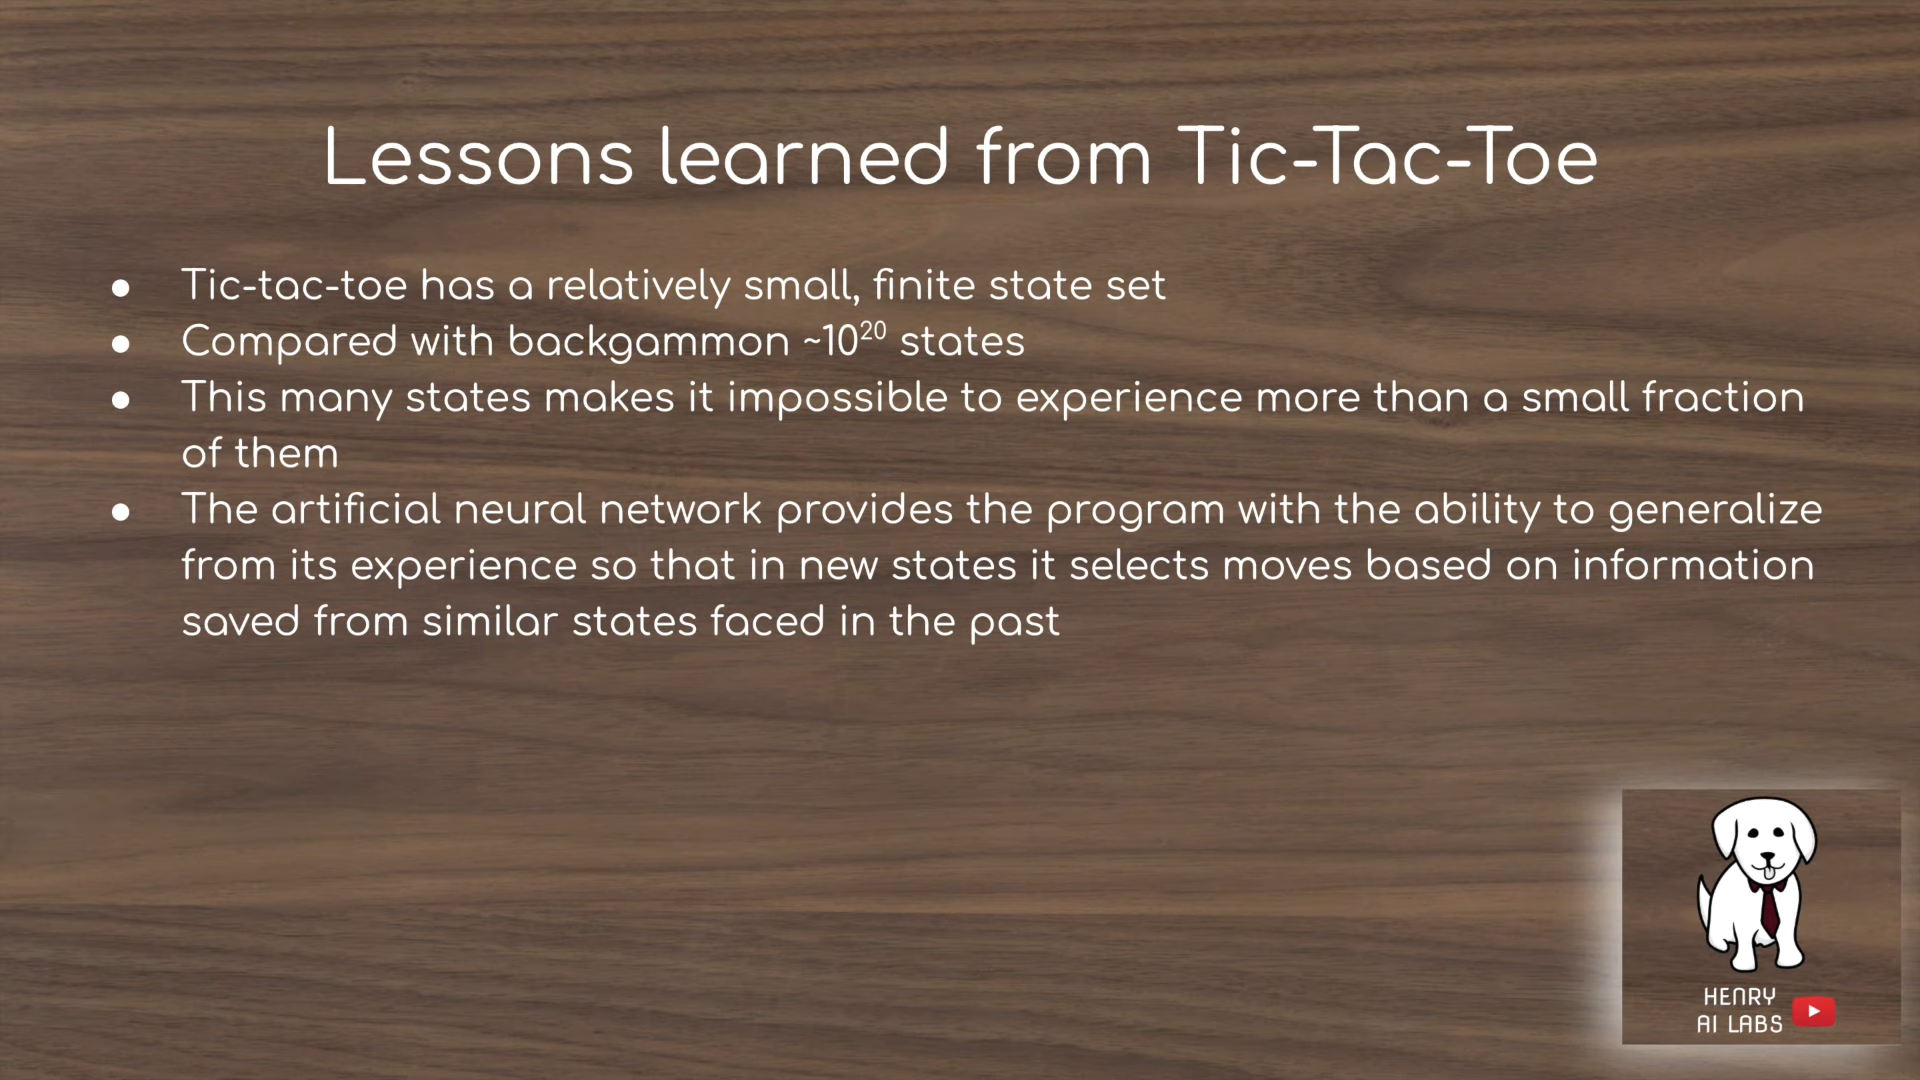 Lessons learned from Tic-Tac-Toe
● Tic-tac-toe has a relatively small, finite state set
● Compared with backgammon ~10²⁰ states
● This many states makes it impossible to experience more than a small fraction
of them
● The artificial neural network provides the program with the ability to generalize
from its experience so that in new states it selects moves based on information
saved from similar states faced in the past
HENRY
AI LABS